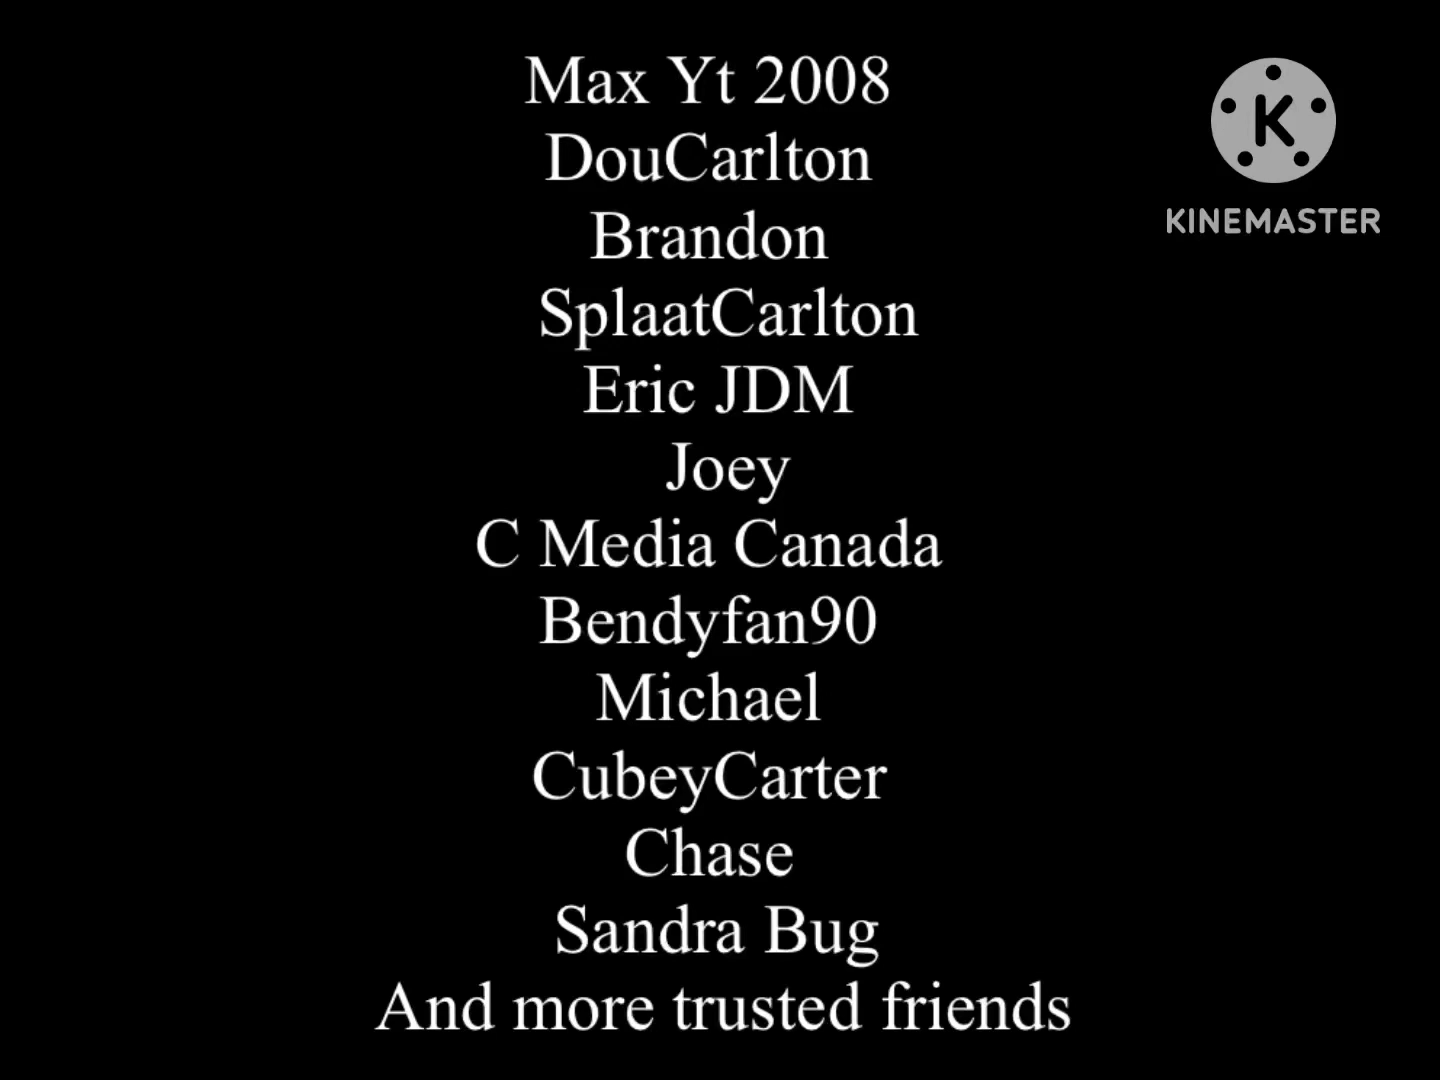 Max Yt 2008
DouCarlton
Brandon
SplaatCarlton
Eric JDM
Joey
C Media Canada
Bendyfan90
Michael
CubeyCarter
Chase
Sandra Bug
And more trusted friends
K
KINEMASTER